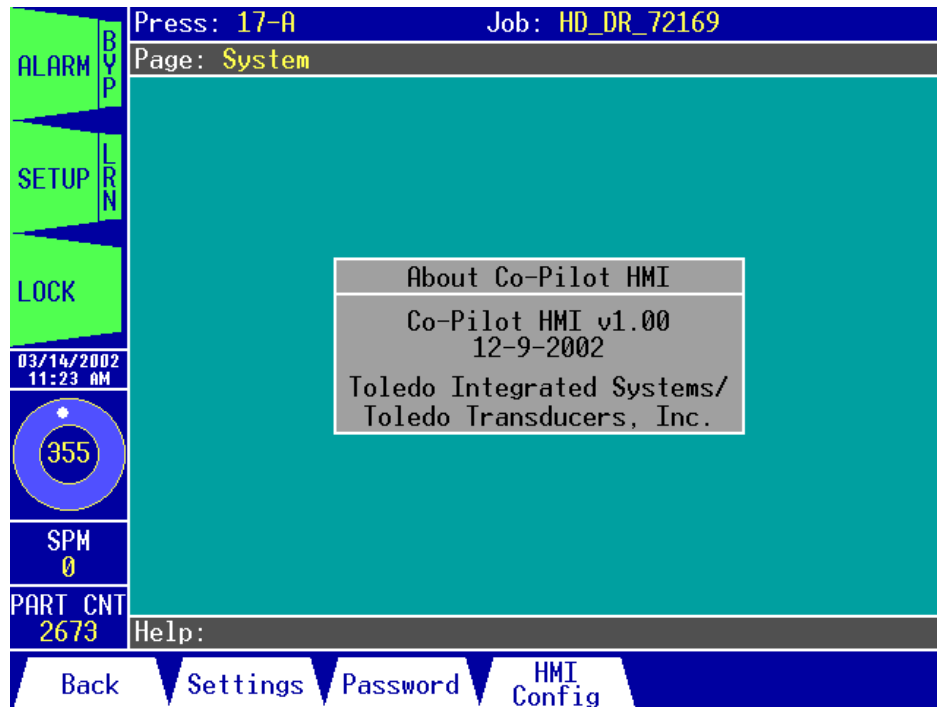 Press: 17-A
Job: HD_DR_72169
Page: System
ALARM
BYP
SETUP
LRN
LOCK
03/14/2002
11:23 AM
355
SPM
0
PART CNT
2673
About Co-Pilot HMI
Co-Pilot HMI v1.00
12-9-2002
Toledo Integrated Systems/
Toledo Transducers, Inc.
Help:
Back
Settings
Password
HMI
Config